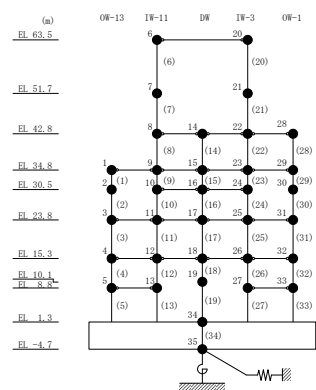 (m) OW-13 IW-11 DW IW-3 OW-1
EL 63.5 6 20
(6) (20)
EL 51.7 7 21
(7) (21)
EL 42.8 8 14 22 28
(8) (14) (22) (28)
EL 34.8 1 9 15 23 29
(1) (9) (15) (23) (29)
EL 30.5 2 10 16 24 30
(2) (10) (16) (24) (30)
EL 23.8 3 11 17 25 31
(3) (11) (17) (25) (31)
EL 15.3 4 12 18 26 32
(4) (12) (18) (26) (32)
EL 10.1 19
EL 8.8 5 13 27 33
(5) (13) (19) (27) (33)
EL 1.3 34
(34)
EL -4.7 35